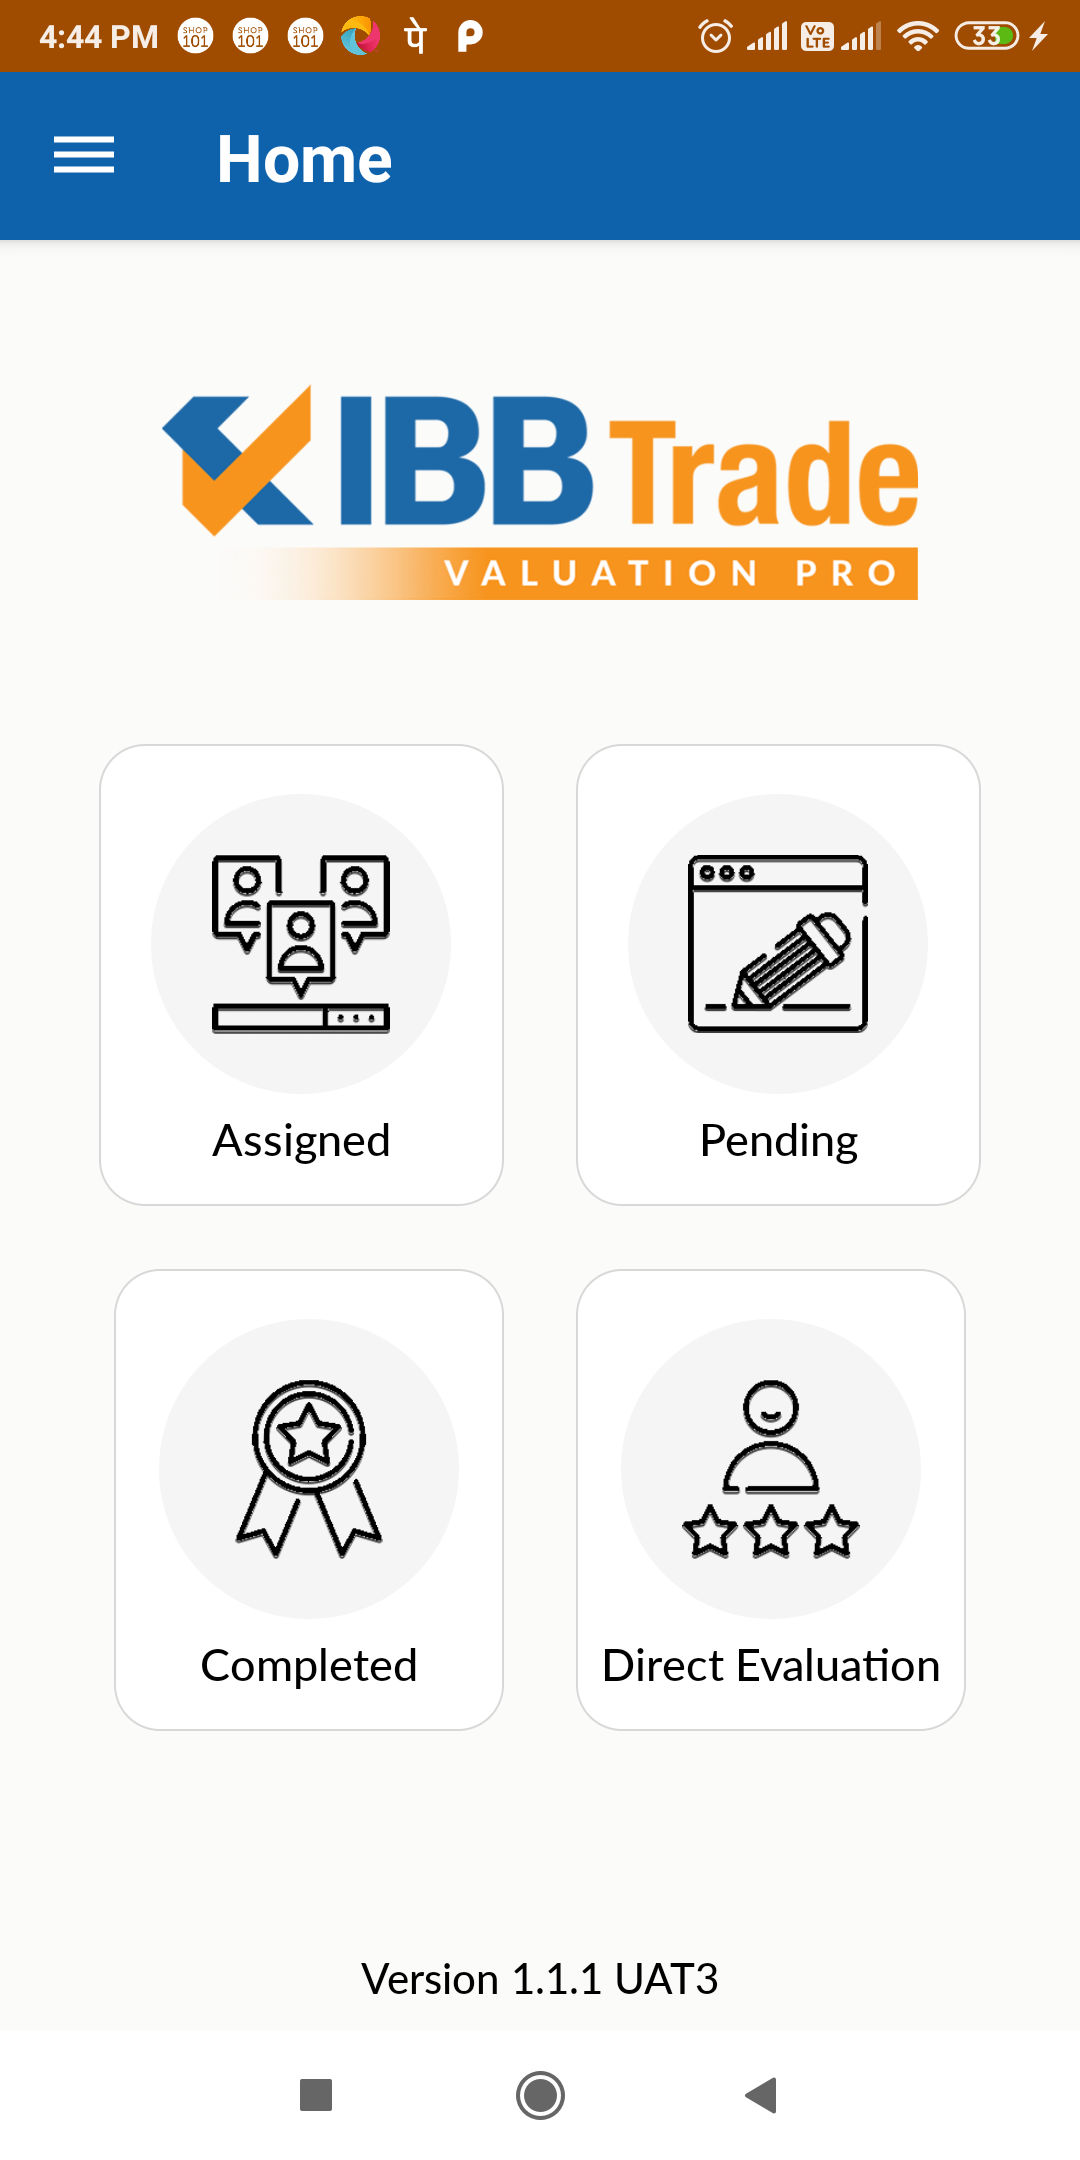 4:44 PM SHOP 101 SHOP 101 SHOP 101 पे P Vo LTE 33
Home
IBB Trade
VALUATION PRO
Assigned Pending
Completed Direct Evaluation
Version 1.1.1 UAT3